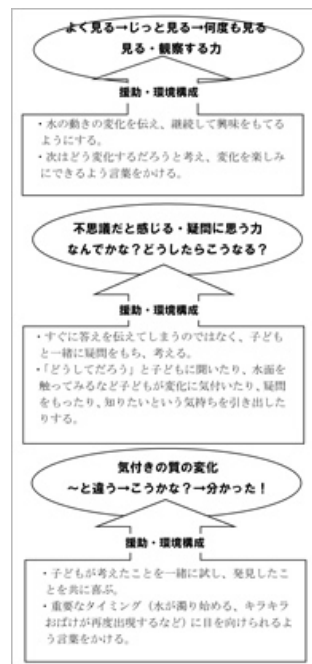 よく見る→じっと見る→何度も見る
見る・観察する力
援助・環境構成
・水の動きの変化を伝え、継続して興味をもてる
ようにする。
・次はどう変化するだろうと考え、変化を楽しみ
にできるよう言葉をかける。
不思議だと感じる・疑問に思う力
なんでかな？どうしたらこうなる？
援助・環境構成
・すぐに答えを伝えてしまうのではなく、子ども
と一緒に疑問をもち、考える。
・「どうしてだろう」と子どもに聞いたり、水面を
触ってみるなど子どもが変化に気付いたり、疑問
をもったり、知りたいという気持ちを引き出した
りする。
気付きの質の変化
～と違う→こうかな？→分かった！
援助・環境構成
・子どもが考えたことを一緒に試し、発見したこ
とを共に喜ぶ。
・重要なタイミング（水が濁り始める、キラキラ
おばけが再度出現するなど）に目を向けられるよ
う言葉をかける。